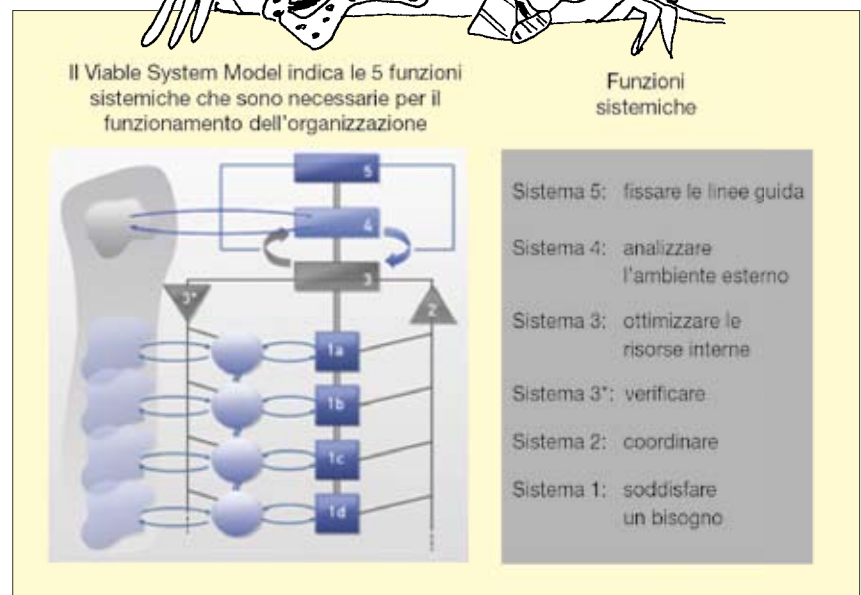 Il Viable System Model indica le 5 funzioni
sistemiche che sono necessarie per il
funzionamento dell'organizzazione
Funzioni
sistemiche
5
4
3
3*
2
1a
1b
1c
1d
Sistema 5: fissare le linee guida
Sistema 4: analizzare
l'ambiente esterno
Sistema 3: ottimizzare le
risorse interne
Sistema 3*: verificare
Sistema 2: coordinare
Sistema 1: soddisfare
un bisogno